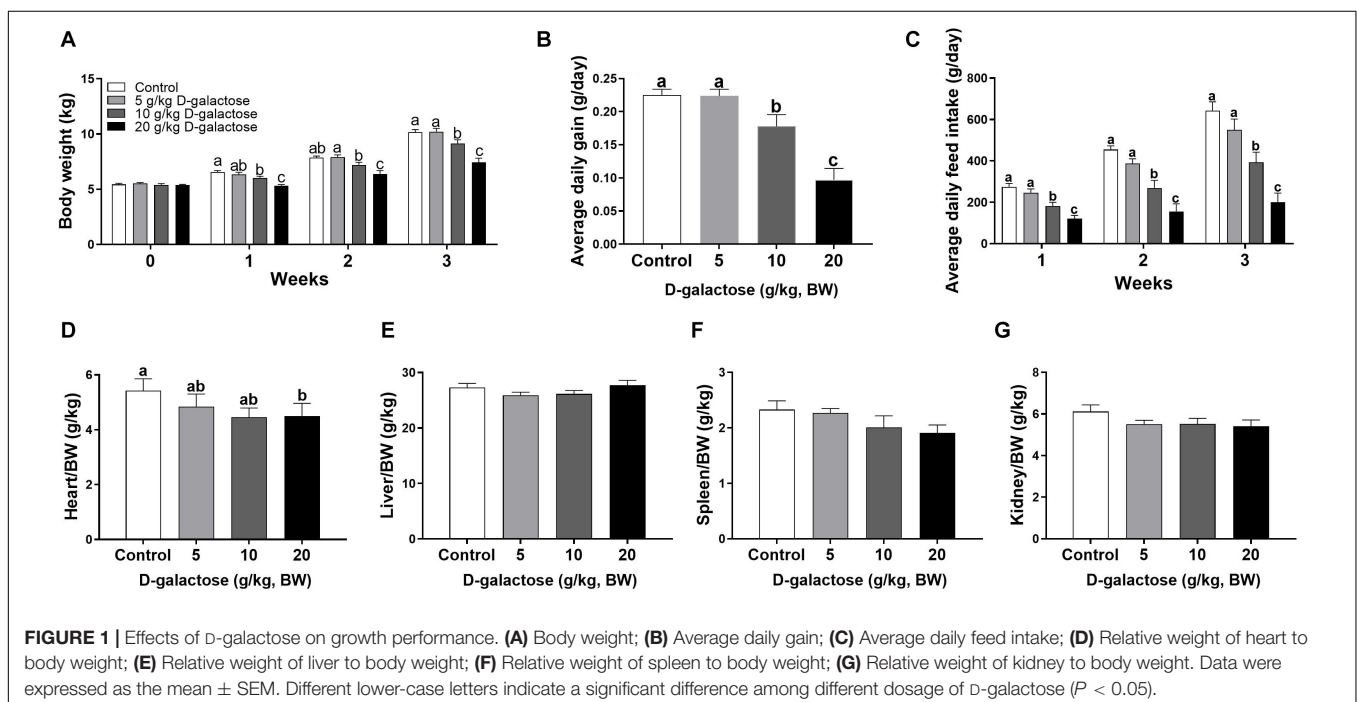 A
Body weight (kg)
15
10
5
0
Control
5 g/kg D-galactose
10 g/kg D-galactose
20 g/kg D-galactose
a ab b c
ab a b c
a a b c
0 1 2 3
Weeks
B
Average daily gain (g/day)
0.25
0.20
0.15
0.10
0.05
0.00
a a b c
Control 5 10 20
D-galactose (g/kg, BW)
C
Average daily feed intake (g/day)
800
600
400
200
0
a a b c
a a b c
a a b c
1 2 3
Weeks
D
Heart/BW (g/kg)
6
4
2
0
a ab ab b
Control 5 10 20
D-galactose (g/kg, BW)
E
Liver/BW (g/kg)
30
20
10
0
Control 5 10 20
D-galactose (g/kg, BW)
F
Spleen/BW (g/kg)
3
2
1
0
Control 5 10 20
D-galactose (g/kg, BW)
G
Kidney/BW (g/kg)
8
6
4
2
0
Control 5 10 20
D-galactose (g/kg, BW)
FIGURE 1 | Effects of D-galactose on growth performance. (A) Body weight; (B) Average daily gain; (C) Average daily feed intake; (D) Relative weight of heart to
body weight; (E) Relative weight of liver to body weight; (F) Relative weight of spleen to body weight; (G) Relative weight of kidney to body weight. Data were
expressed as the mean ± SEM. Different lower-case letters indicate a significant difference among different dosage of D-galactose (P < 0.05).